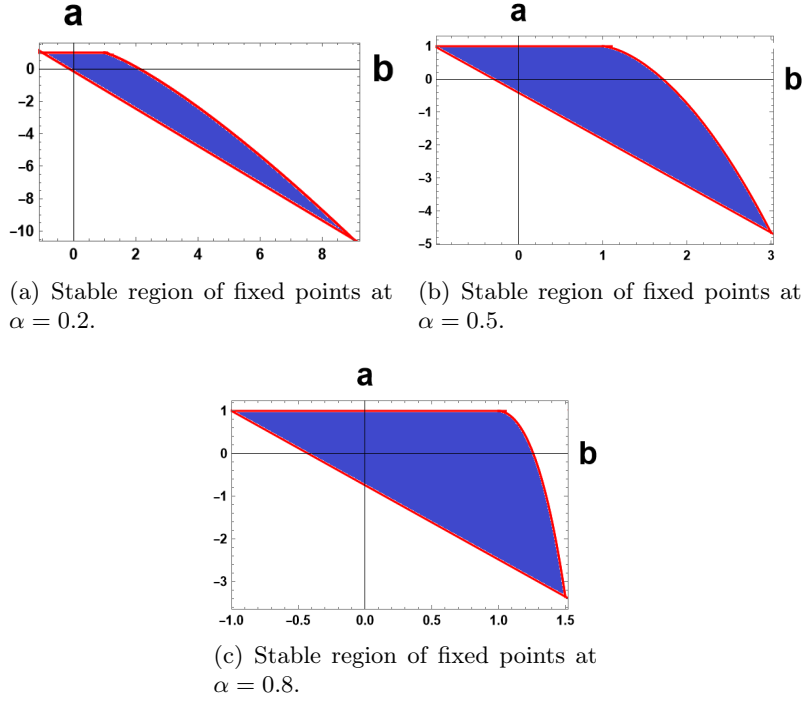 a
b
0
−2
−4
−6
−8
−10
0 2 4 6 8
(a) Stable region of fixed points at
α = 0.2.
a
b
1
0
−1
−2
−3
−4
−5
0 1 2 3
(b) Stable region of fixed points at
α = 0.5.
a
b
1
0
−1
−2
−3
−1.0 −0.5 0.0 0.5 1.0 1.5
(c) Stable region of fixed points at
α = 0.8.